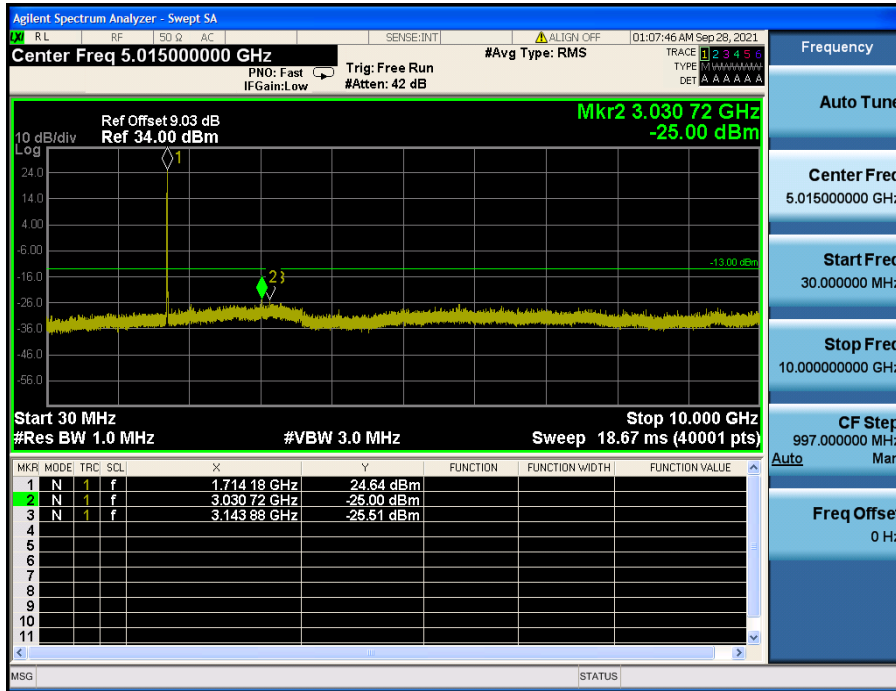 Agilent Spectrum Analyzer - Swept SA
LXI RL RF 50 Ω AC SENSE:INT ALIGN OFF 01:07:46 AM Sep 28, 2021
Center Freq 5.015000000 GHz
PNO: Fast
IFGain:Low
Trig: Free Run
#Atten: 42 dB
#Avg Type: RMS
TRACE 1 2 3 4 5 6
TYPE M W W W W W
DET A A A A A A
Mkr2 3.030 72 GHz
-25.00 dBm
Ref Offset 9.03 dB
10 dB/div Ref 34.00 dBm
Log
24.0
14.0
4.00
-6.00
-16.0
-26.0
-36.0
-46.0
-56.0
1
2 3
-13.00 dBm
Start 30 MHz Stop 10.000 GHz
#Res BW 1.0 MHz #VBW 3.0 MHz Sweep 18.67 ms (40001 pts)
MKR MODE TRC SCL X Y FUNCTION FUNCTION WIDTH FUNCTION VALUE
1 N 1 f 1.714 18 GHz 24.64 dBm
2 N 1 f 3.030 72 GHz -25.00 dBm
3 N 1 f 3.143 88 GHz -25.51 dBm
4
5
6
7
8
9
10
11
MSG STATUS
Frequency
Auto Tune
Center Freq
5.015000000 GHz
Start Freq
30.000000 MHz
Stop Freq
10.000000000 GHz
CF Step
997.000000 MHz
Auto Man
Freq Offset
0 Hz